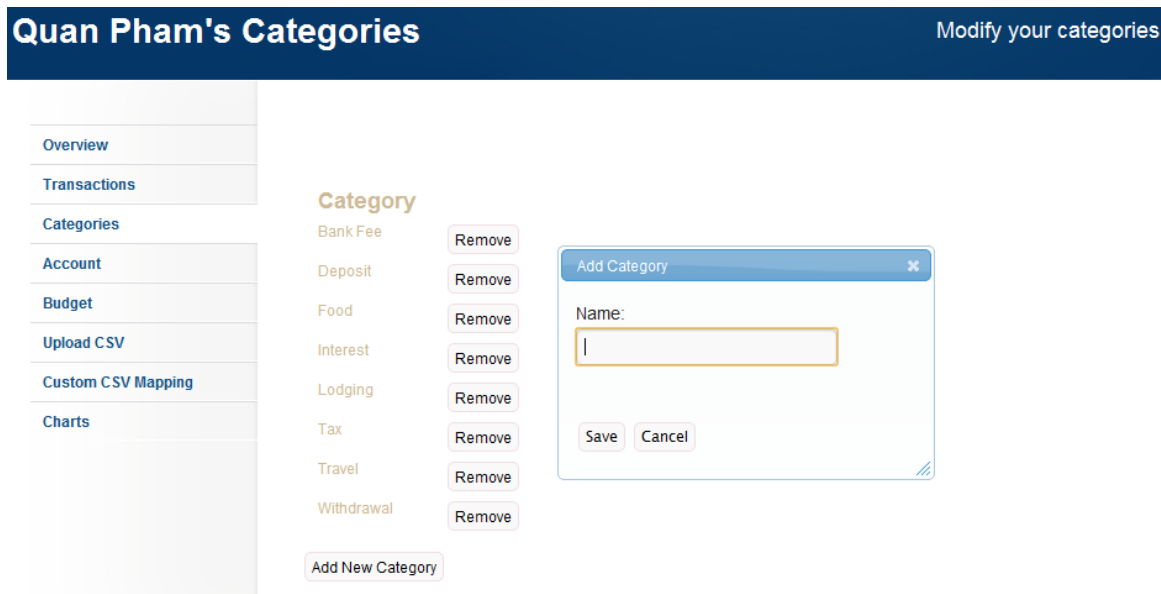 Quan Pham's Categories
Modify your categories
Overview
Transactions
Categories
Account
Budget
Upload CSV
Custom CSV Mapping
Charts
Category
Bank Fee Remove
Deposit Remove
Food Remove
Interest Remove
Lodging Remove
Tax Remove
Travel Remove
Withdrawal Remove
Add New Category
Add Category
Name:
Save Cancel